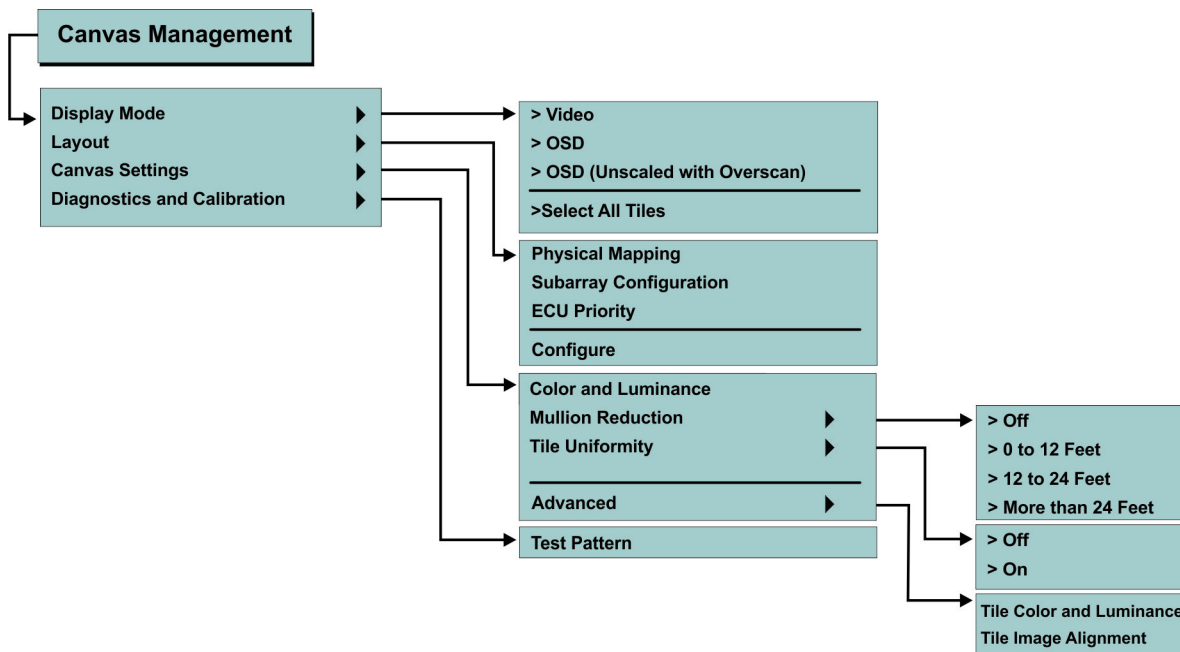 Canvas Management
Display Mode
Layout
Canvas Settings
Diagnostics and Calibration
> Video
> OSD
> OSD (Unscaled with Overscan)
>Select All Tiles
Physical Mapping
Subarray Configuration
ECU Priority
Configure
Color and Luminance
Mullion Reduction
Tile Uniformity
Advanced
Test Pattern
> Off
> 0 to 12 Feet
> 12 to 24 Feet
> More than 24 Feet
> Off
> On
Tile Color and Luminance
Tile Image Alignment